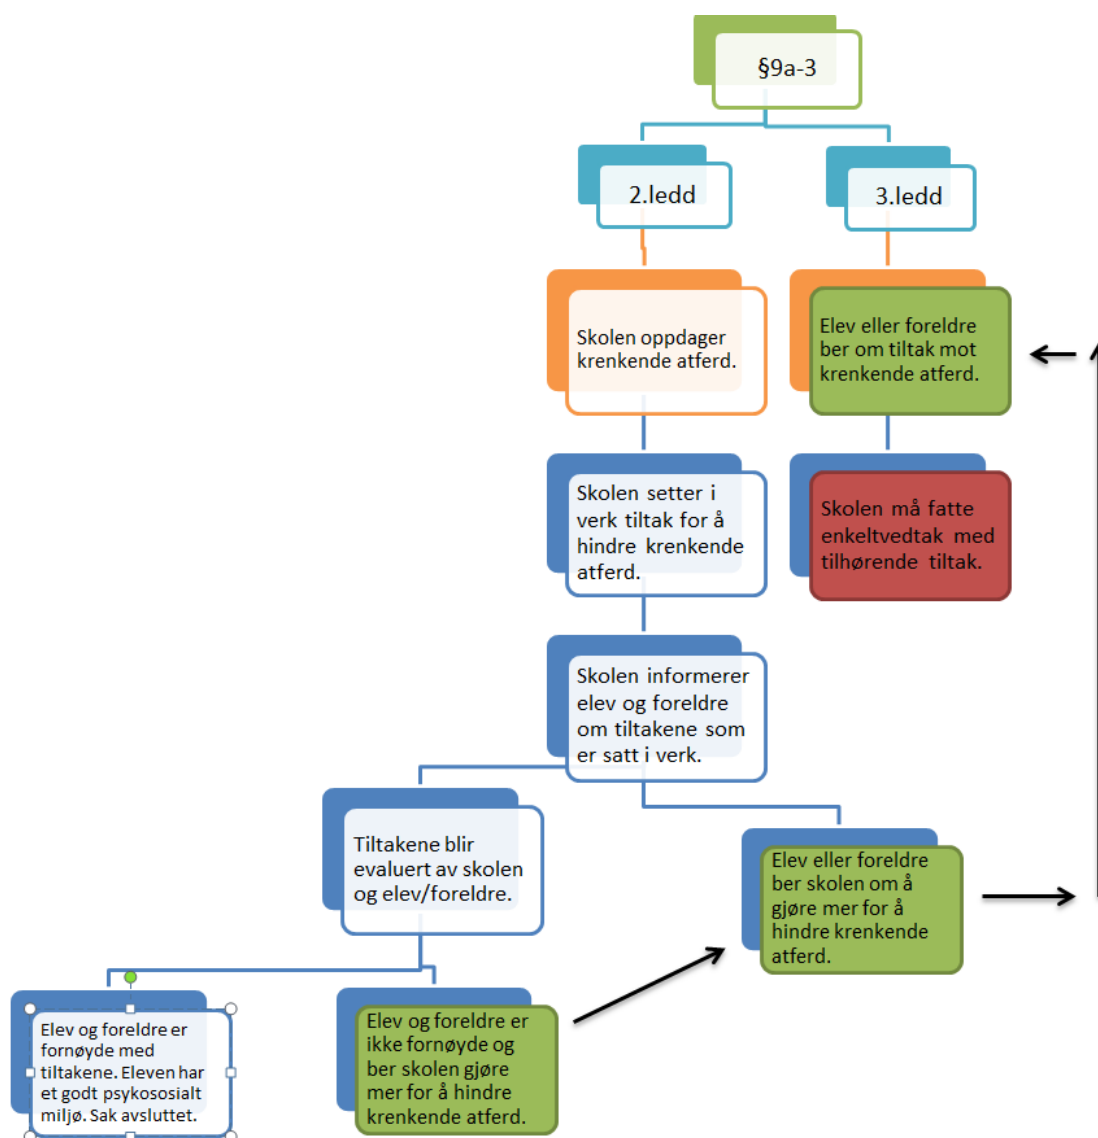 §9a-3
2.ledd
3.ledd
Skolen oppdager
krenkende atferd.
Elev eller foreldre
ber om tiltak mot
krenkende atferd.
Skolen setter i
verk tiltak for å
hindre krenkende
atferd.
Skolen må fatte
enkeltvedtak med
tilhørende tiltak.
Skolen informerer
elev og foreldre
om tiltakene som
er satt i verk.
Tiltakene blir
evaluert av skolen
og elev/foreldre.
Elev eller foreldre
ber skolen om å
gjøre mer for å
hindre krenkende
atferd.
Elev og foreldre er
fornøyde med
tiltakene. Eleven har
et godt psykososialt
miljø. Sak avsluttet.
Elev og foreldre er
ikke fornøyde og
ber skolen gjøre
mer for å hindre
krenkende atferd.